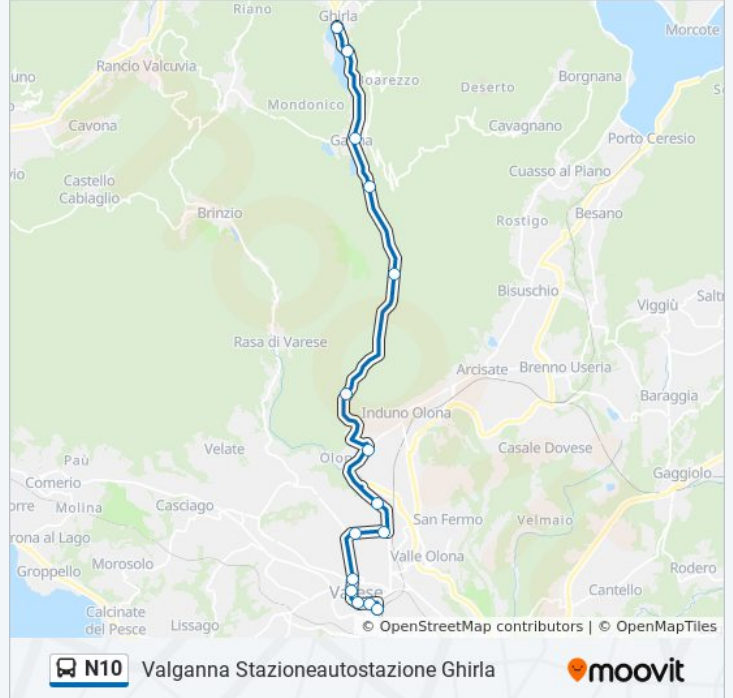 Riano
Ghirla
Morcote
Rancio Valcuvia
Boarezzo
Deserto
Borgnana
Mondonico
Cavona
Cavagnano
Porto Ceresio
Castello
Cabiaglio
Cuasso al Piano
Brinzio
Rostigo
Besano
Bisuschio
Viggiù
Rasa di Varese
Arcisate
Brenno Useria
Baraggia
Induno Olona
Velate
Casale Dovese
Paù
Gaggiolo
Comerio
Molina
Casciago
San Fermo
Velmaio
Morosolo
Valle Olona
Rodero
Groppello
Varese
Cantello
Calcinate
del Pesce
Lissago
© OpenStreetMap contributors | © OpenMapTiles
N10 Valganna Stazioneautostazione Ghirla
moovit